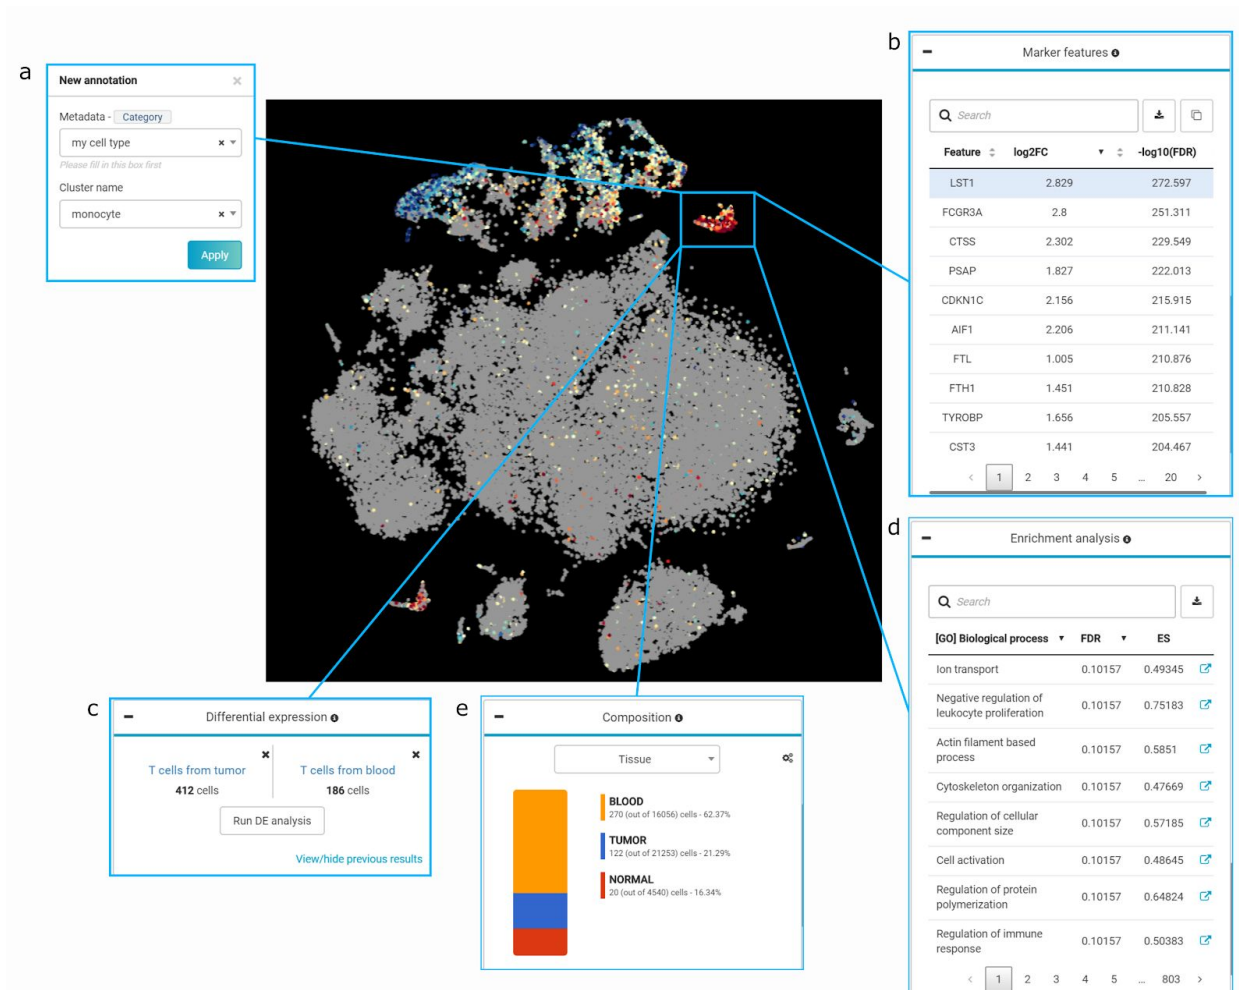 a
New annotation ×
Metadata - Category
my cell type × ▾
Please fill in this box first
Cluster name
monocyte × ▾
Apply
b
Marker features
Search
Feature log2FC -log10(FDR)
LST1 2.829 272.597
FCGR3A 2.8 251.311
CTSS 2.302 229.549
PSAP 1.827 222.013
CDKN1C 2.156 215.915
AIF1 2.206 211.141
FTL 1.005 210.876
FTH1 1.451 210.828
TYROBP 1.656 205.557
CST3 1.441 204.467
< 1 2 3 4 5 ... 20 >
c
Differential expression
T cells from tumor
412 cells
T cells from blood
186 cells
Run DE analysis
View/hide previous results
e
Composition
Tissue
BLOOD
270 (out of 16056) cells - 62.37%
TUMOR
122 (out of 21253) cells - 21.29%
NORMAL
20 (out of 4540) cells - 16.34%
d
Enrichment analysis
Search
[GO] Biological process FDR ES
Ion transport 0.10157 0.49345
Negative regulation of
leukocyte proliferation 0.10157 0.75183
Actin filament based
process 0.10157 0.5851
Cytoskeleton organization 0.10157 0.47669
Regulation of cellular
component size 0.10157 0.57185
Cell activation 0.10157 0.48645
Regulation of protein
polymerization 0.10157 0.64824
Regulation of immune
response 0.10157 0.50383
< 1 2 3 4 5 ... 803 >